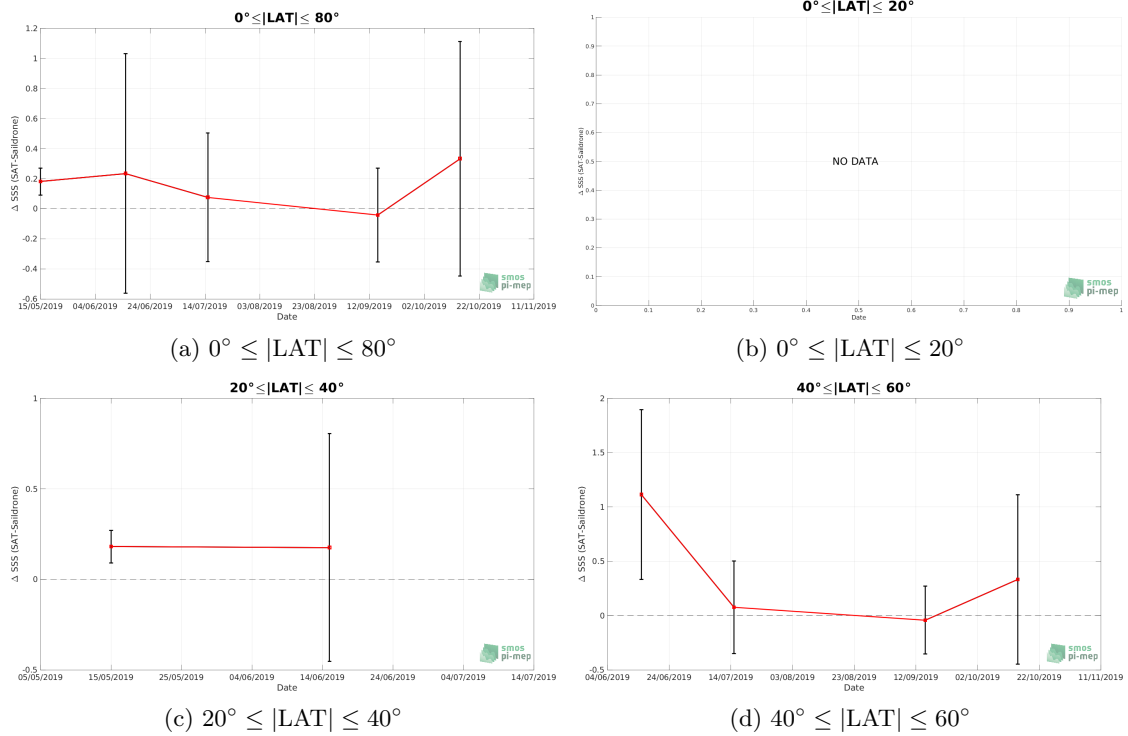 0°≤|LAT|≤ 80°
1.2
1
0.8
0.6
0.4
0.2
0
-0.2
-0.4
-0.6
Δ SSS (SAT-Saildrone)
15/05/2019 04/06/2019 24/06/2019 14/07/2019 03/08/2019 23/08/2019 12/09/2019 02/10/2019 22/10/2019 11/11/2019
Date
smos
pi-mep
(a) 0° ≤ |LAT| ≤ 80°
0°≤|LAT|≤ 20°
1
0.9
0.8
0.7
0.6
0.5
0.4
0.3
0.2
0.1
0
Δ SSS (SAT-Saildrone)
NO DATA
0 0.1 0.2 0.3 0.4 0.5 0.6 0.7 0.8 0.9 1
Date
smos
pi-mep
(b) 0° ≤ |LAT| ≤ 20°
20°≤|LAT|≤ 40°
1
0.5
0
-0.5
Δ SSS (SAT-Saildrone)
05/05/2019 15/05/2019 25/05/2019 04/06/2019 14/06/2019 24/06/2019 04/07/2019 14/07/2019
Date
smos
pi-mep
(c) 20° ≤ |LAT| ≤ 40°
40°≤|LAT|≤ 60°
2
1.5
1
0.5
0
-0.5
Δ SSS (SAT-Saildrone)
04/06/2019 24/06/2019 14/07/2019 03/08/2019 23/08/2019 12/09/2019 02/10/2019 22/10/2019 11/11/2019
Date
smos
pi-mep
(d) 40° ≤ |LAT| ≤ 60°